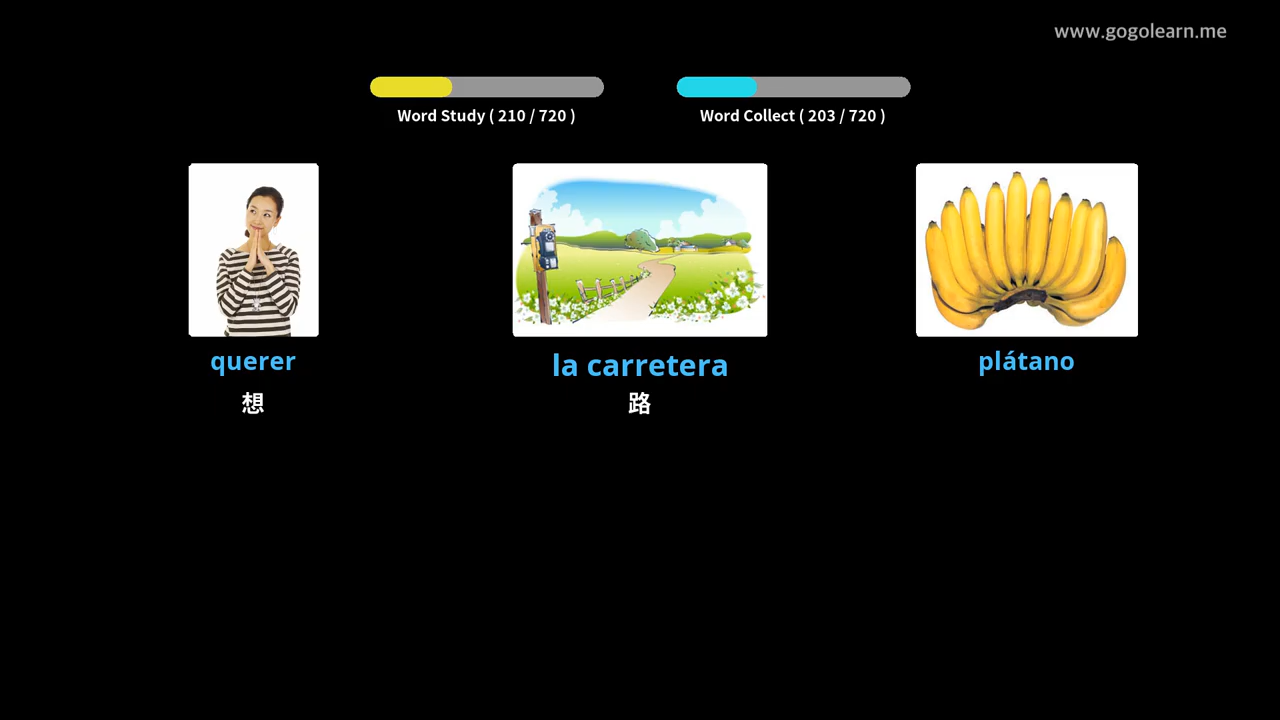 www.gogolearn.me
Word Study ( 210 / 720 )
Word Collect ( 203 / 720 )
querer
想
la carretera
路
plátano